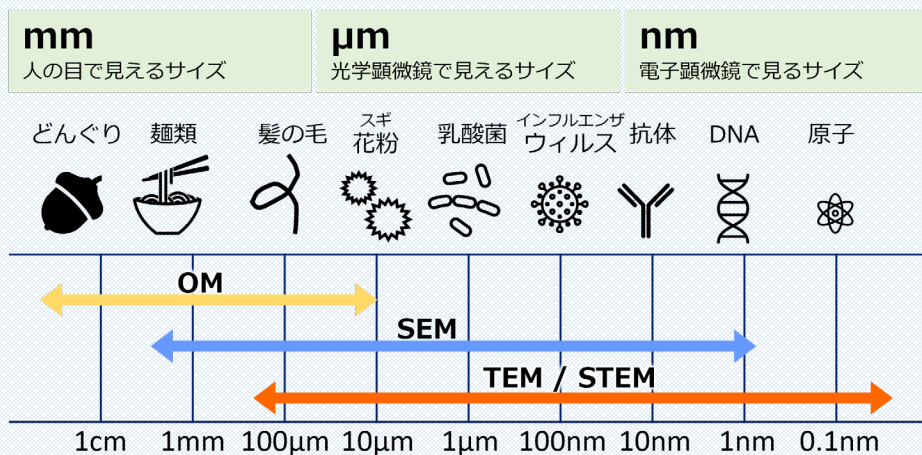 mm
人の目で見えるサイズ
μm
光学顕微鏡で見えるサイズ
nm
電子顕微鏡で見るサイズ
どんぐり
麺類
髪の毛
スギ
花粉
乳酸菌
インフルエンザ
ウィルス
抗体
DNA
原子
OM
SEM
TEM / STEM
1cm
1mm
100μm
10μm
1μm
100nm
10nm
1nm
0.1nm